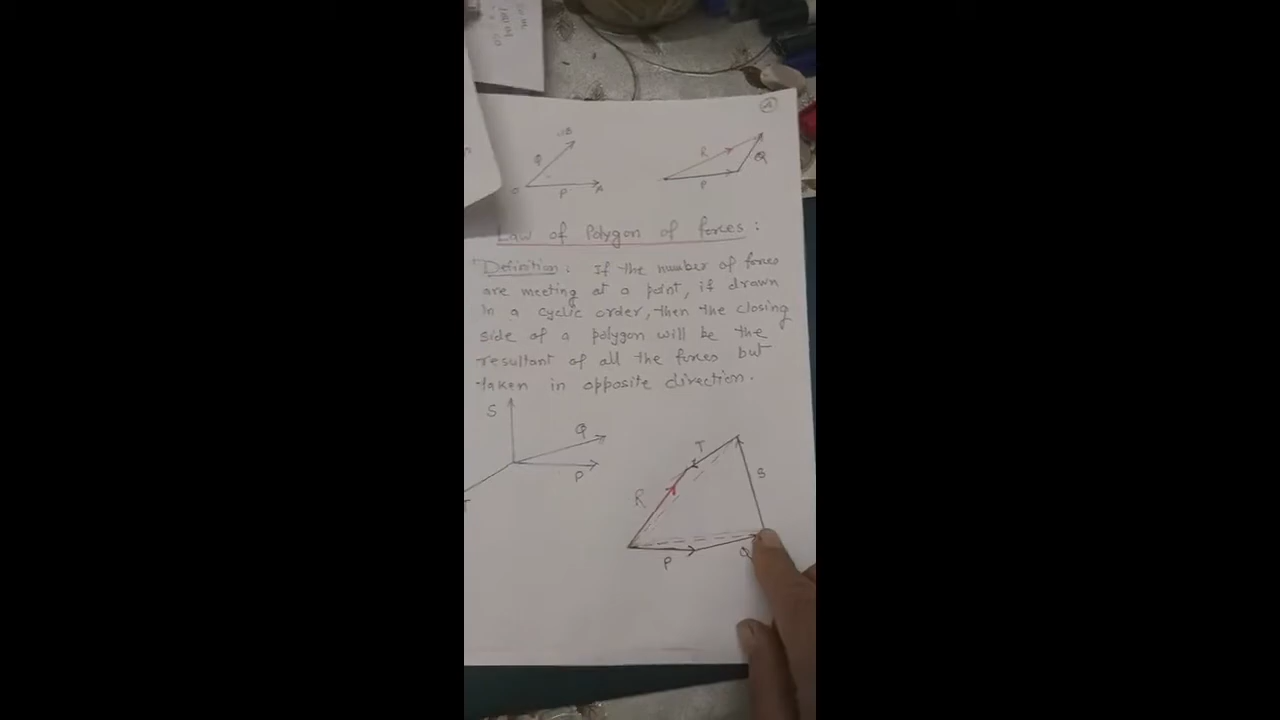 Q
B
O
P
A
R
Q
P
Law of Polygon of forces :
Definition : If the number of forces
are meeting at a point, if drawn
in a cyclic order, then the closing
side of a polygon will be the
resultant of all the forces but
taken in opposite direction.
S
Q
P
T
R
T
S
P
Q